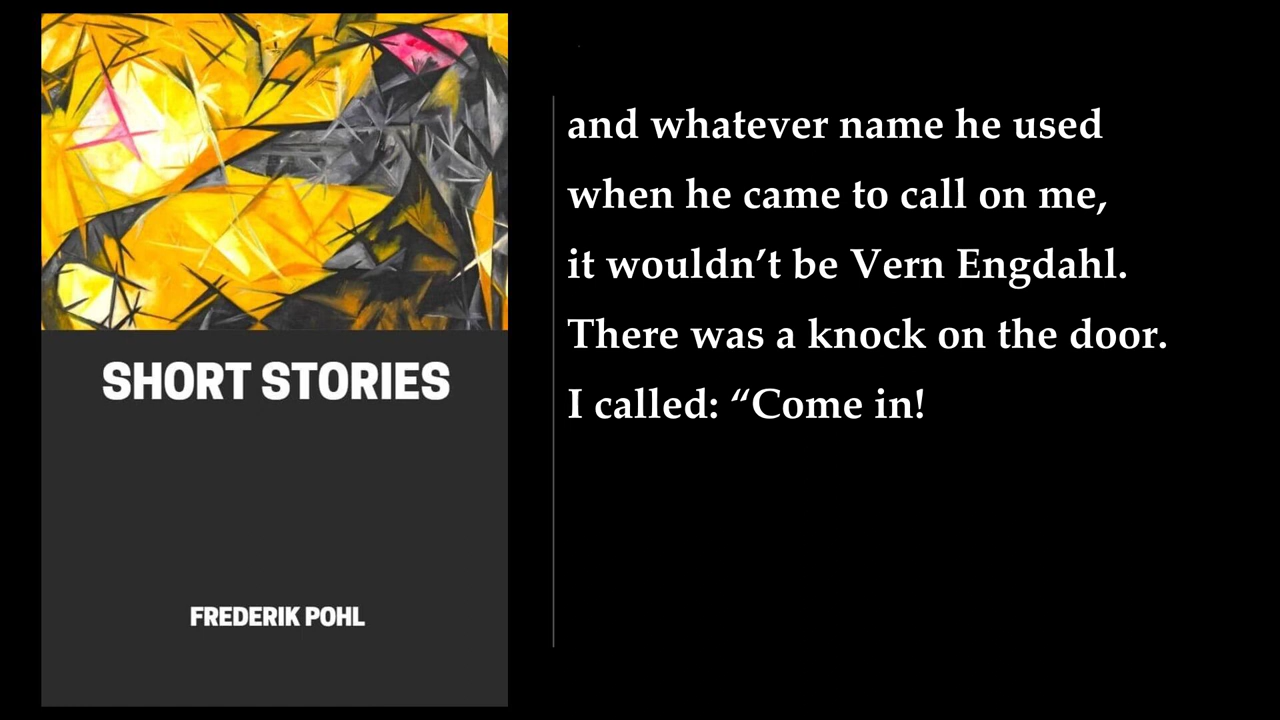 SHORT STORIES
FREDERIK POHL
and whatever name he used
when he came to call on me,
it wouldn’t be Vern Engdahl.
There was a knock on the door.
I called: “Come in!